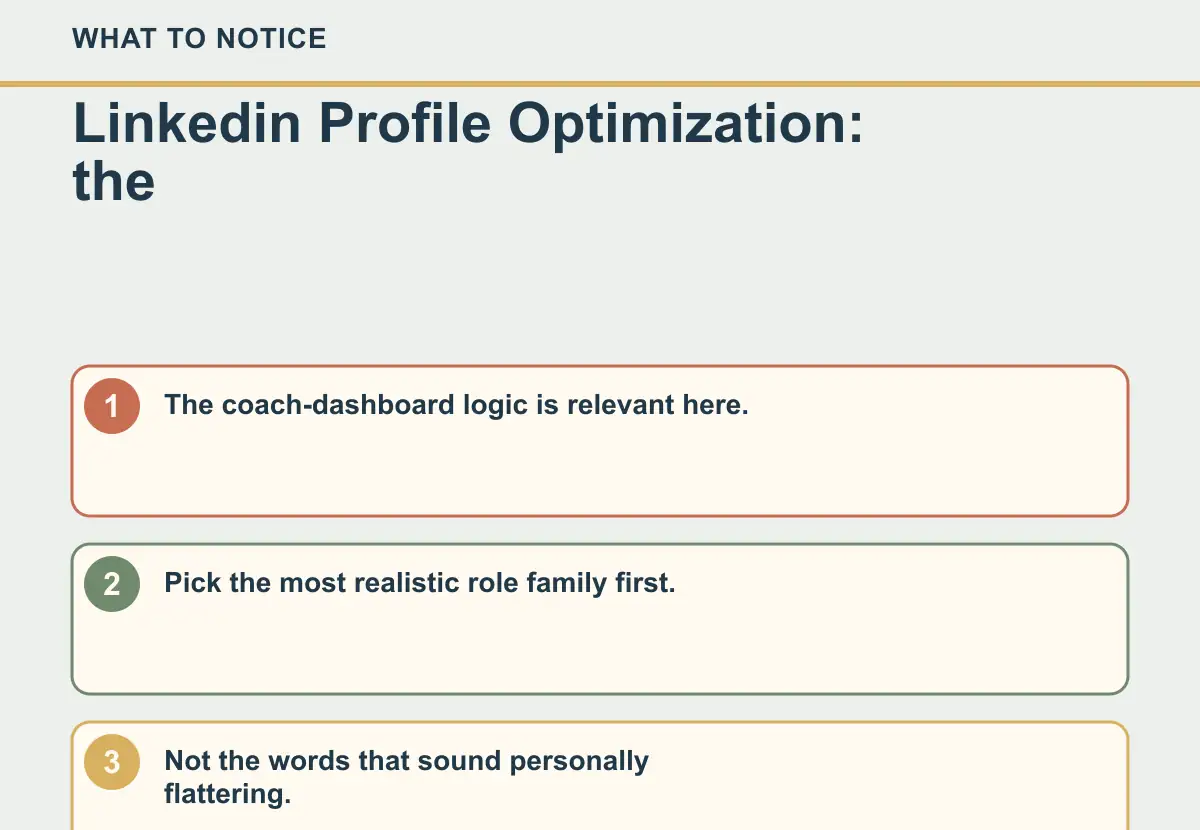 WHAT TO NOTICE
Linkedin Profile Optimization:
the
1
The coach-dashboard logic is relevant here.
2
Pick the most realistic role family first.
3
Not the words that sound personally
flattering.